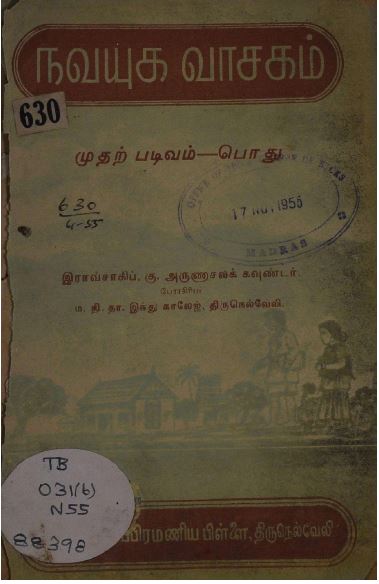 நவயுக வாசகம்
630
முதற் படிவம்—பொது
630
4-55
17 NOV 1955
MADRAS
இராவ்சாகிப், கு. அருணாசலக் கவுண்டர்,
பேராசிரியர்
ம. தி. தா. இந்து காலேஜ், திருநெல்வேலி.
TB
031(6)
N55
88398
பிரமணிய பிள்ளை, திருநெல்வேலி